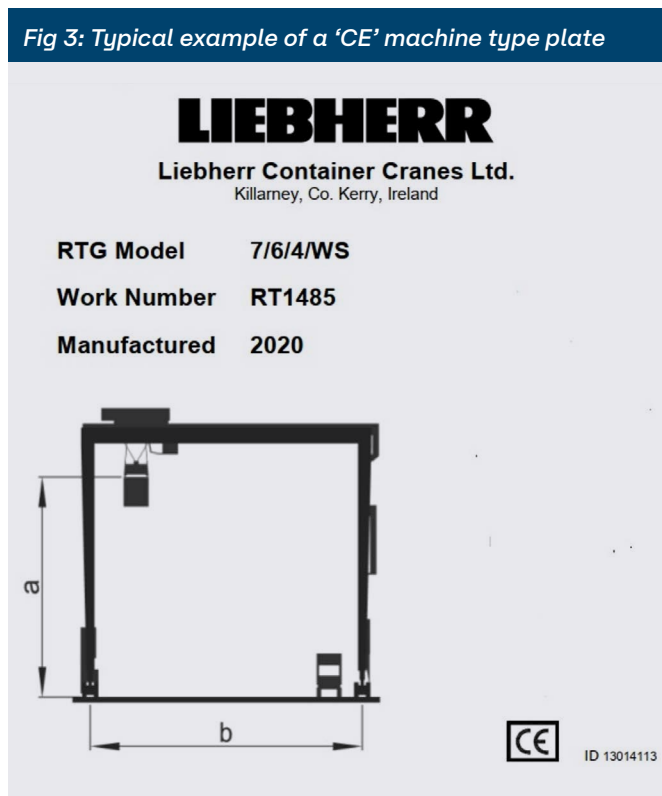 Fig 3: Typical example of a ‘CE’ machine type plate
LIEBHERR
Liebherr Container Cranes Ltd.
Killarney, Co. Kerry, Ireland
RTG Model 7/6/4/WS
Work Number RT1485
Manufactured 2020
a
b
CE
ID 13014113